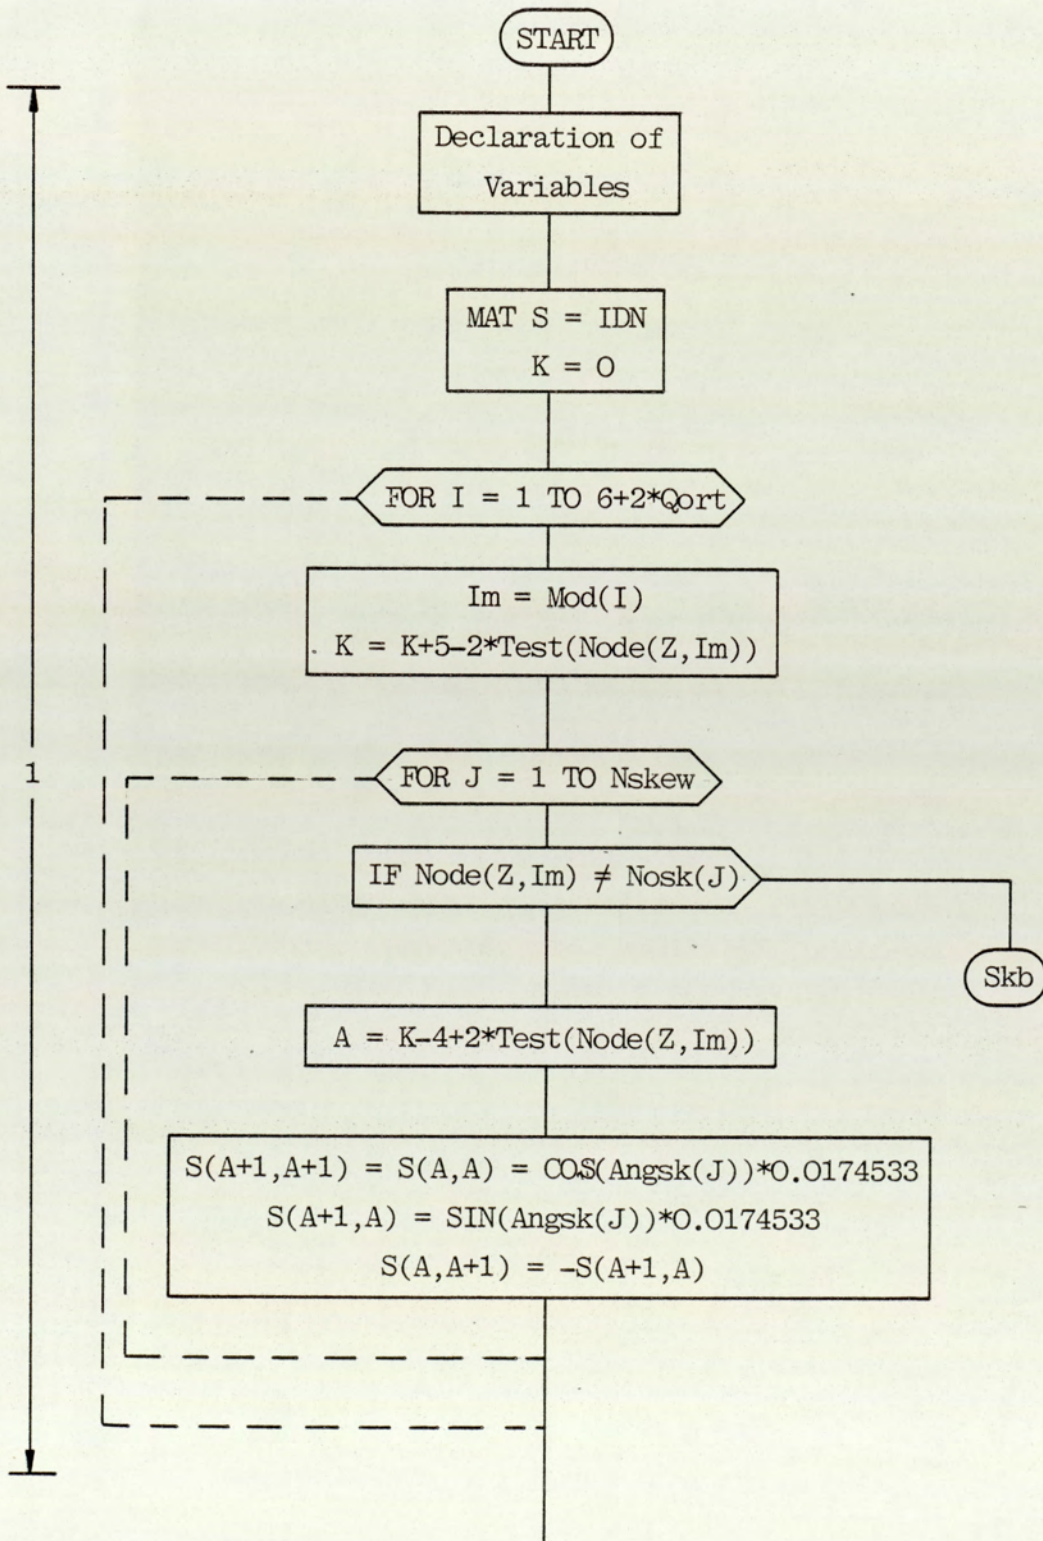 START
Declaration of
Variables
MAT S = IDN
K = O
FOR I = 1 TO 6+2*Qort
Im = Mod(I)
K = K+5-2*Test(Node(Z,Im))
1
FOR J = 1 TO Nskew
IF Node(Z,Im) ≠ Nosk(J)
Skb
A = K-4+2*Test(Node(Z,Im))
S(A+1,A+1) = S(A,A) = COS(Angsk(J))*0.0174533
S(A+1,A) = SIN(Angsk(J))*0.0174533
S(A,A+1) = -S(A+1,A)